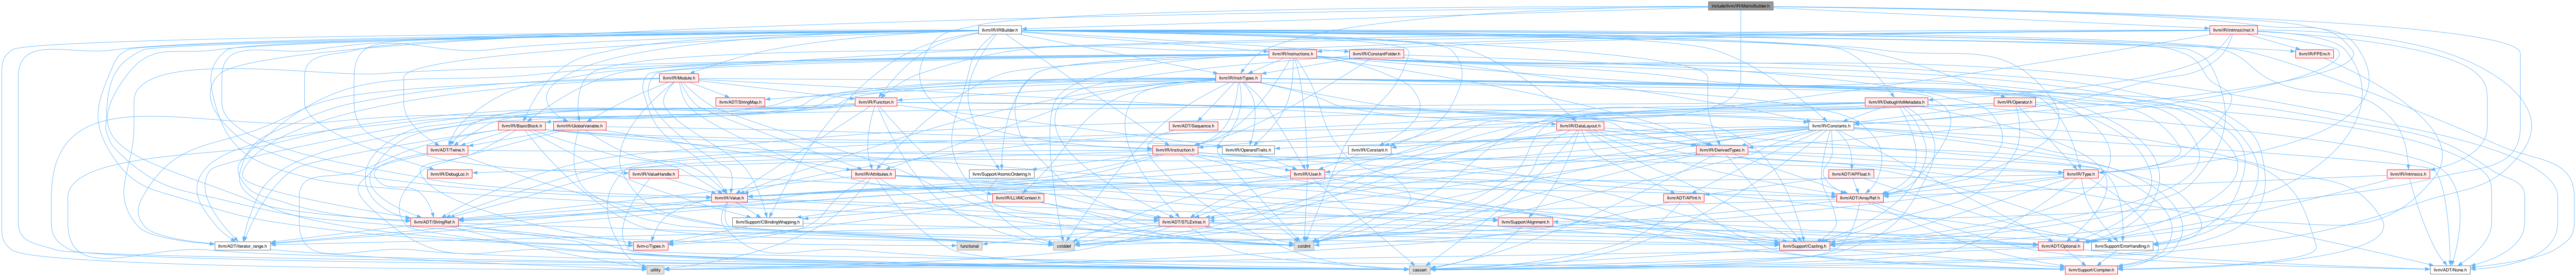 include/llvm/IR/MatrixBuilder.h
llvm/IR/IRBuilder.h
llvm/IR/IntrinsicInst.h
llvm/IR/Instructions.h
llvm/IR/ConstantFolder.h
llvm/IR/FPEnv.h
llvm/IR/Module.h
llvm/IR/InstrTypes.h
llvm/ADT/StringMap.h
llvm/IR/Function.h
llvm/IR/DebugInfoMetadata.h
llvm/IR/Operator.h
llvm/IR/BasicBlock.h
llvm/IR/GlobalVariable.h
llvm/ADT/Sequence.h
llvm/IR/DataLayout.h
llvm/IR/Constants.h
llvm/ADT/Twine.h
llvm/IR/Instruction.h
llvm/IR/OperandTraits.h
llvm/IR/Constant.h
llvm/IR/DerivedTypes.h
llvm/IR/DebugLoc.h
llvm/IR/ValueHandle.h
llvm/IR/Attributes.h
llvm/Support/AtomicOrdering.h
llvm/IR/User.h
llvm/ADT/APFloat.h
llvm/IR/Type.h
llvm/IR/Intrinsics.h
llvm/IR/Value.h
llvm/IR/LLVMContext.h
llvm/ADT/APInt.h
llvm/ADT/ArrayRef.h
llvm/ADT/StringRef.h
llvm/Support/CBindingWrapping.h
llvm/ADT/STLExtras.h
llvm/Support/Alignment.h
llvm/ADT/iterator_range.h
llvm-c/Types.h
functional
cstddef
cstdint
llvm/Support/Casting.h
llvm/ADT/Optional.h
llvm/Support/ErrorHandling.h
utility
cassert
llvm/Support/Compiler.h
llvm/ADT/None.h